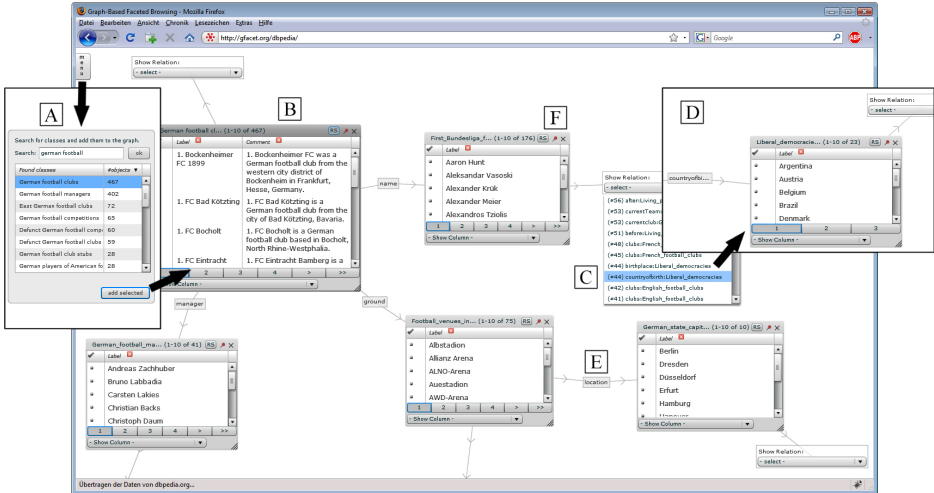 Graph-Based Faceted Browsing - Mozilla Firefox
Datei Bearbeiten Ansicht Chronik Lesezeichen Extras Hilfe
http://gfacet.org/dbpedia/
Google
ABP
menu
Show Relation:
- select -
A
Search for classes and add them to the graph.
Search: german football ok
Found classes #objects ▼
German football clubs 467
German football managers 402
East German football clubs 72
German football competitions 65
Defunct German football compe 60
Defunct German football clubs 59
German football club stubs 28
German players of American fo 28
add selected
B
German football cl... (1-10 of 467) RS
Label Comment
1. Bockenheimer FC 1899
1. Bockenheimer FC was a
German football club from the
western city district of
Bockenheim in Frankfurt,
Hesse, Germany.
1. FC Bad Kötzting
1. FC Bad Kötzting is a
German football club from the
city of Bad Kötzting, Bavaria.
1. FC Bocholt
1. FC Bocholt is a German
football club based in Bocholt,
North Rhine-Westphalia.
1. FC Eintracht
1. FC Eintracht Bamberg is a
2 3 4 > >>
Column -
name
F
First_Bundesliga_f... (1-10 of 176) RS
Label
Aaron Hunt
Aleksandar Vasoski
Alexander Krük
Alexander Meier
Alexandros Tziolis
1 2 3 4 > >>
- Show Column -
C
Show Relation:
- select -
(#56) after:Living_p
(#53) currentTeam:
(#53) currentclub:G
(#51) before:Living_
(#48) clubs:French_
(#45) clubs:French_football_clubs
(#44) birthplace:Liberal_democracies
(#44) countryofbirth:Liberal_democracies
(#42) clubs:English_football_clubs
(#41) clubs:English_football_clubs
D
Show Relation:
- select -
countryofbi...
Liberal_democracie... (1-10 of 23) RS
Label
Argentina
Austria
Belgium
Brazil
Denmark
1 2 3
- Show Column -
manager
ground
German_football_ma... (1-10 of 41) RS
Label
Andreas Zachhuber
Bruno Labbadia
Carsten Lakies
Christian Backs
Christoph Daum
1 2 3 4 > >>
- Show Column -
Football_venues_in... (1-10 of 75) RS
Label
Albstadion
Allianz Arena
ALNO-Arena
Auestadion
AWD-Arena
1 2 3 4 > >>
- Show Column -
E
location
German_state_capit... (1-10 of 10) RS
Label
Berlin
Dresden
Düsseldorf
Erfurt
Hamburg
Hanover
- Show Column -
Show Relation:
- select -
Übertragen der Daten von dbpedia.org...